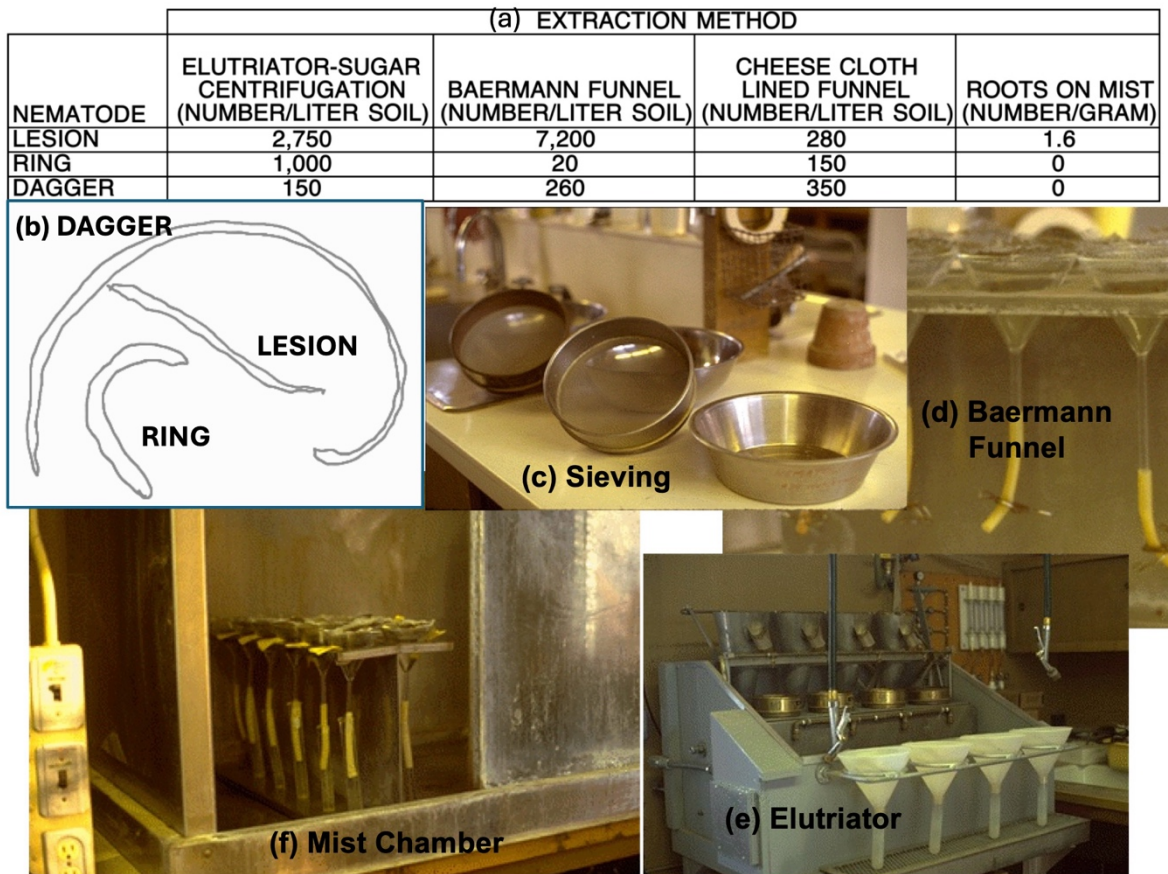 (a) EXTRACTION METHOD
NEMATODE ELUTRIATOR-SUGAR CENTRIFUGATION (NUMBER/LITER SOIL) BAERMANN FUNNEL (NUMBER/LITER SOIL) CHEESE CLOTH LINED FUNNEL (NUMBER/LITER SOIL) ROOTS ON MIST (NUMBER/GRAM)
LESION 2,750 7,200 280 1.6
RING 1,000 20 150 0
DAGGER 150 260 350 0
(b) DAGGER
LESION
RING
(c) Sieving
(d) Baermann
Funnel
(e) Elutriator
(f) Mist Chamber